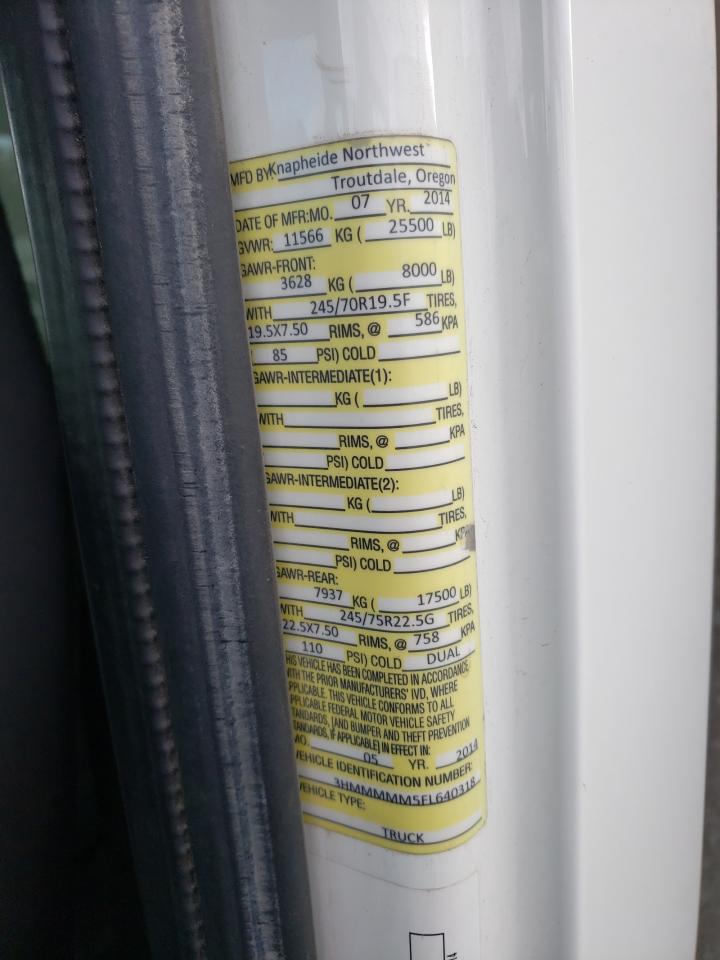 MFD BY: Knapheide Northwest
Troutdale, Oregon
DATE OF MFR:MO. 07 YR. 2014
GVWR: 11566 KG ( 25500 LB)
GAWR-FRONT:
3628 KG ( 8000 LB)
WITH 245/70R19.5F TIRES,
19.5X7.50 RIMS, @ 586 KPA
85 PSI) COLD
GAWR-INTERMEDIATE(1):
KG ( LB)
WITH TIRES,
RIMS, @ KPA
PSI) COLD
GAWR-INTERMEDIATE(2):
KG ( LB)
WITH TIRES,
RIMS, @ KPA
PSI) COLD
GAWR-REAR:
7937 KG ( 17500 LB)
WITH 245/75R22.5G TIRES,
22.5X7.50 RIMS, @ 758 KPA
110 PSI) COLD DUAL
THIS VEHICLE HAS BEEN COMPLETED IN ACCORDANCE
WITH THE PRIOR MANUFACTURERS' IVD, WHERE
APPLICABLE. THIS VEHICLE CONFORMS TO ALL
APPLICABLE FEDERAL MOTOR VEHICLE SAFETY
STANDARDS, [AND BUMPER AND THEFT PREVENTION
STANDARDS, IF APPLICABLE] IN EFFECT IN:
MO. 05 YR. 2014
VEHICLE IDENTIFICATION NUMBER:
3HMMMMM5FL640318
VEHICLE TYPE:
TRUCK